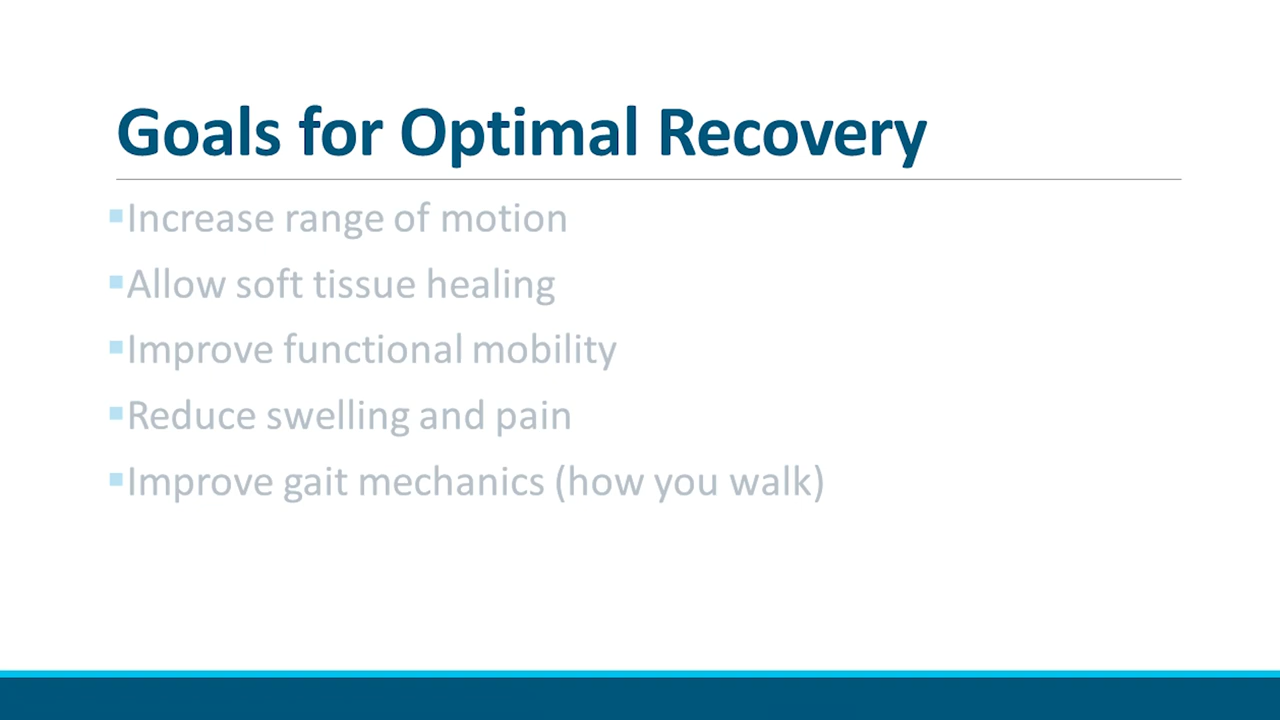 Goals for Optimal Recovery
▪Increase range of motion
▪Allow soft tissue healing
▪Improve functional mobility
▪Reduce swelling and pain
▪Improve gait mechanics (how you walk)